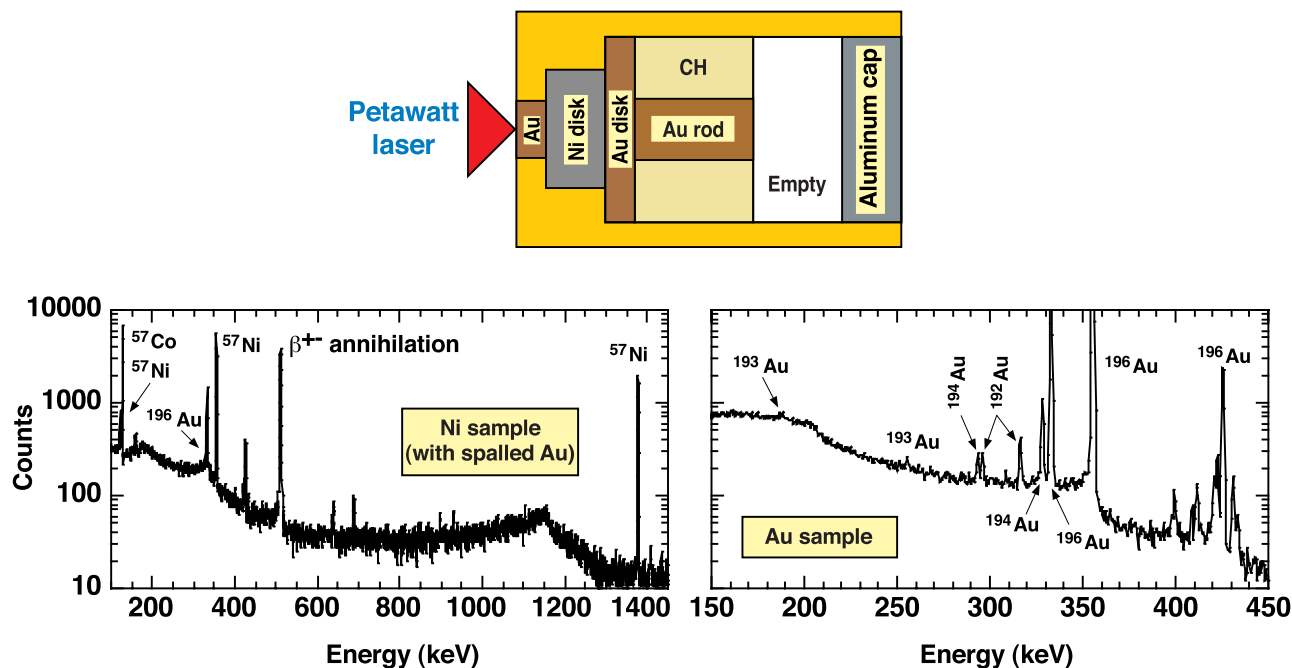 Petawatt
laser
Au
Ni disk
Au disk
CH
Au rod
Empty
Aluminum cap
10000
1000
100
10
Counts
⁵⁷Co
⁵⁷Ni
¹⁹⁶Au
⁵⁷Ni
β⁺⁻ annihilation
⁵⁷Ni
Ni sample
(with spalled Au)
200
400
600
800
1000
1200
1400
Energy (keV)
¹⁹³Au
¹⁹³Au
¹⁹⁴Au
¹⁹²Au
¹⁹⁴Au
¹⁹⁶Au
¹⁹⁶Au
¹⁹⁶Au
Au sample
150
200
250
300
350
400
450
Energy (keV)